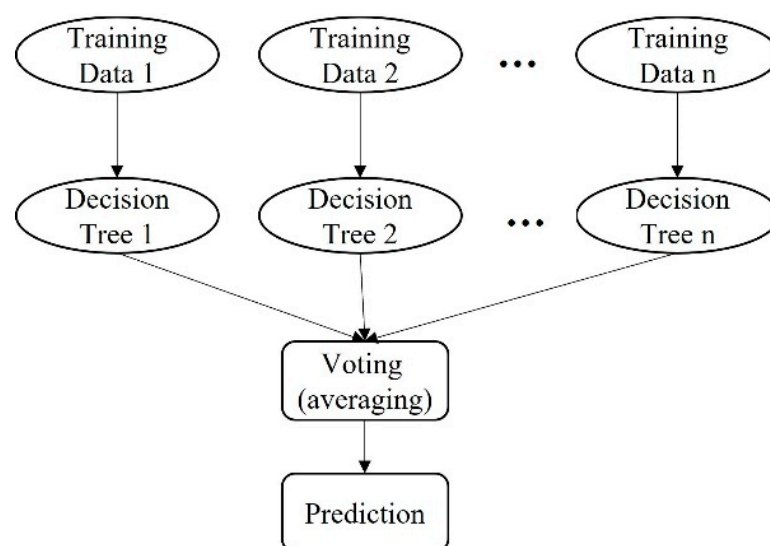 Training
Data 1
Training
Data 2
...
Training
Data n
Decision
Tree 1
Decision
Tree 2
...
Decision
Tree n
Voting
(averaging)
Prediction